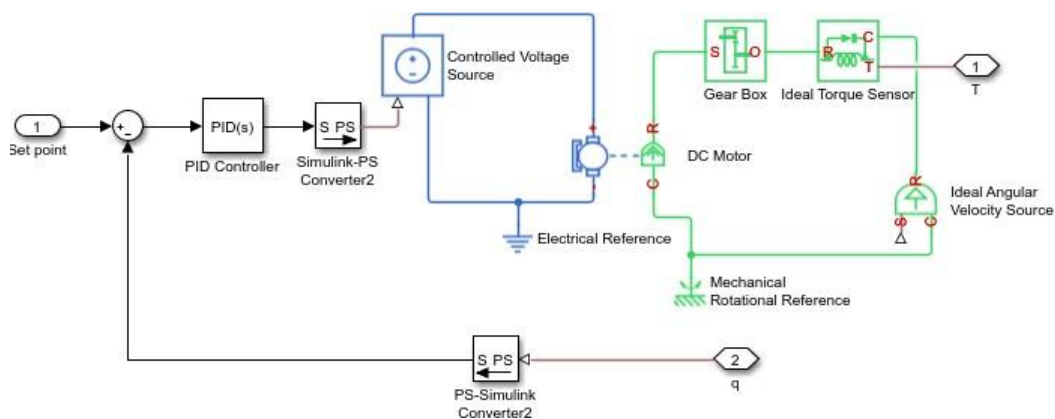 Controlled Voltage
Source
+
-
S
O
Gear Box
R
C
T
Ideal Torque Sensor
1
T
1
Set point
+
-
PID(s)
PID Controller
S PS
Simulink-PS
Converter2
+
-
R
C
DC Motor
Electrical Reference
R
S
C
Ideal Angular
Velocity Source
Mechanical
Rotational Reference
S PS
PS-Simulink
Converter2
2
q